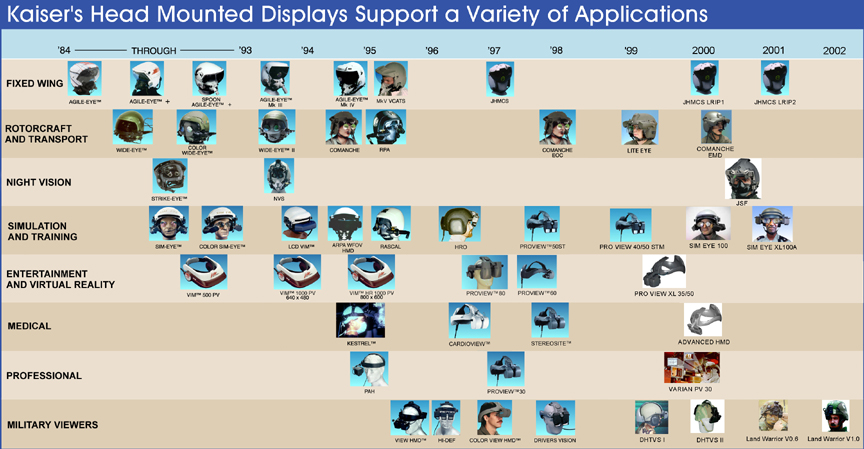 Kaiser's Head Mounted Displays Support a Variety of Applications
'84 THROUGH '93 '94 '95 '96 '97 '98 '99 2000 2001 2002
FIXED WING
AGILE-EYE™
AGILE-EYE™ +
SPOON
AGILE-EYE™ +
AGILE-EYE™
Mk III
AGILE-EYE™
Mk IV
MkV VCATS
JHMCS
JHMCS LRIP1
JHMCS LRIP2
ROTORCRAFT
AND TRANSPORT
WIDE-EYE™
COLOR
WIDE-EYE™
WIDE-EYE™ II
COMANCHE
RPA
COMANCHE
EOC
LITE EYE
COMANCHE
EMD
NIGHT VISION
STRIKE-EYE™
NVS
JSF
SIMULATION
AND TRAINING
SIM-EYE™
COLOR SIM-EYE™
LCD VIM™
ARPA WFOV
HMD
RASCAL
HRO
PROVIEW™50ST
PRO VIEW 40/50 STM
SIM EYE 100
SIM EYE XL100A
ENTERTAINMENT
AND VIRTUAL REALITY
VIM™ 500 PV
VIM™ 1000 PV
640 x 480
VIM™ HR 1000 PV
800 x 600
PROVIEW™80
PROVIEW™60
PRO VIEW XL 35/50
MEDICAL
KESTREL™
CARDIOVIEW™
STEREOSITE™
ADVANCED HMD
PROFESSIONAL
PAH
PROVIEW™30
VARIAN PV 30
MILITARY VIEWERS
VIEW HMD™
HI-DEF
COLOR VIEW HMD™
DRIVERS VISION
DHTVS I
DHTVS II
Land Warrior V0.6
Land Warrior V1.0